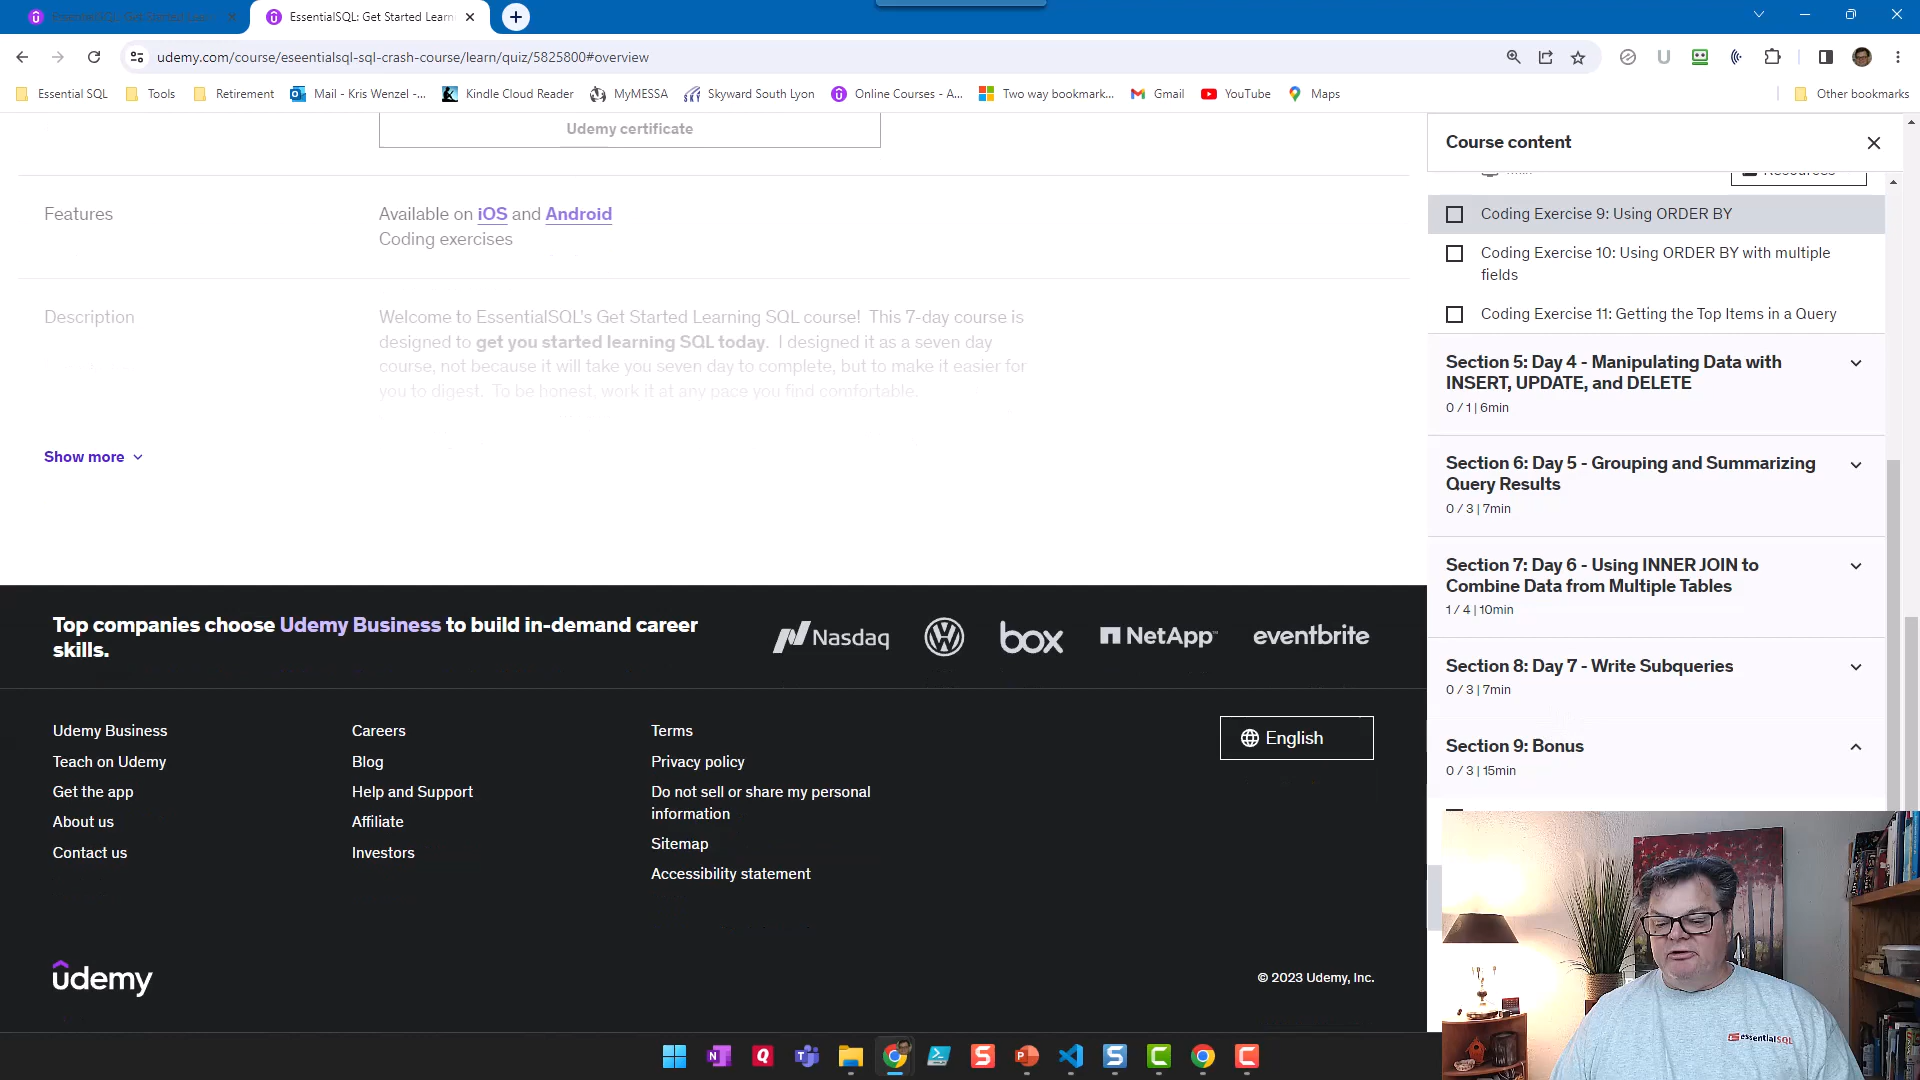 EssentialSQL: Get Started Learn
udemy.com/course/eseentialsql-sql-crash-course/learn/quiz/5825800#overview
Essential SQL
Tools
Retirement
Mail - Kris Wenzel -...
Kindle Cloud Reader
MyMESSA
Skyward South Lyon
Online Courses - A...
Two way bookmark...
Gmail
YouTube
Maps
Other bookmarks
Udemy certificate
Features
Available on iOS and Android
Coding exercises
Description
Welcome to EssentialSQL's Get Started Learning SQL course! This 7-day course is
designed to get you started learning SQL today. I designed it as a seven day
course, not because it will take you seven day to complete, but to make it easier for
you to digest. To be honest, work it at any pace you find comfortable.
Show more
Course content
Coding Exercise 9: Using ORDER BY
Coding Exercise 10: Using ORDER BY with multiple
fields
Coding Exercise 11: Getting the Top Items in a Query
Section 5: Day 4 - Manipulating Data with
INSERT, UPDATE, and DELETE
0 / 1 | 6min
Section 6: Day 5 - Grouping and Summarizing
Query Results
0 / 3 | 7min
Section 7: Day 6 - Using INNER JOIN to
Combine Data from Multiple Tables
1 / 4 | 10min
Section 8: Day 7 - Write Subqueries
0 / 3 | 7min
Section 9: Bonus
0 / 3 | 15min
Top companies choose Udemy Business to build in-demand career
skills.
Nasdaq
box
NetApp
eventbrite
Udemy Business
Teach on Udemy
Get the app
About us
Contact us
Careers
Blog
Help and Support
Affiliate
Investors
Terms
Privacy policy
Do not sell or share my personal
information
Sitemap
Accessibility statement
English
udemy
© 2023 Udemy, Inc.
essentialSQL